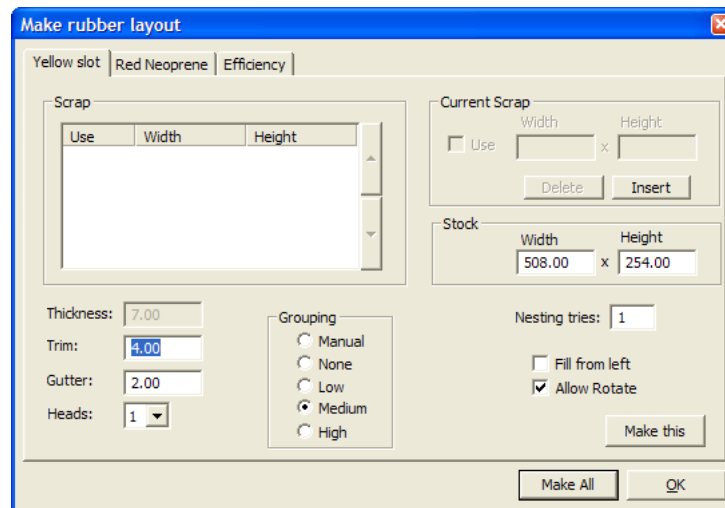 Make rubber layout
Yellow slot Red Neoprene Efficiency
Scrap
Use Width Height
Current Scrap
Width Height
Use x
Delete Insert
Stock
Width Height
508.00 x 254.00
Thickness: 7.00
Trim: 4.00
Gutter: 2.00
Heads: 1
Grouping
Manual
None
Low
Medium
High
Nesting tries: 1
Fill from left
Allow Rotate
Make this
Make All OK